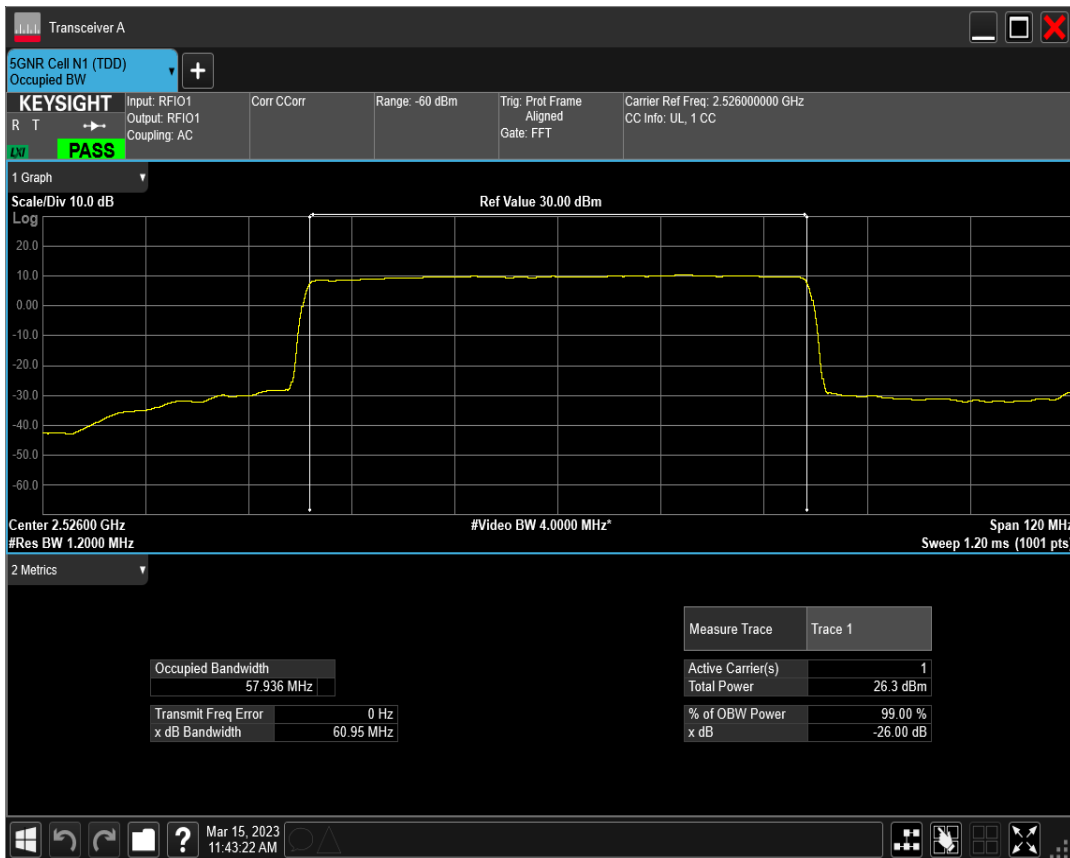 Transceiver A
5GNR Cell N1 (TDD)
Occupied BW
+
KEYSIGHT
R T
LXI
PASS
Input: RFIO1
Output: RFIO1
Coupling: AC
Corr CCorr
Range: -60 dBm
Trig: Prot Frame
Aligned
Gate: FFT
Carrier Ref Freq: 2.526000000 GHz
CC Info: UL, 1 CC
1 Graph
Scale/Div 10.0 dB
Ref Value 30.00 dBm
Log
20.0
10.0
0.00
-10.0
-20.0
-30.0
-40.0
-50.0
-60.0
Center 2.52600 GHz
#Video BW 4.0000 MHz*
Span 120 MHz
#Res BW 1.2000 MHz
Sweep 1.20 ms (1001 pts)
2 Metrics
Measure Trace Trace 1
Occupied Bandwidth
57.936 MHz
Active Carrier(s) 1
Total Power 26.3 dBm
Transmit Freq Error 0 Hz
x dB Bandwidth 60.95 MHz
% of OBW Power 99.00 %
x dB -26.00 dB
?
Mar 15, 2023
11:43:22 AM